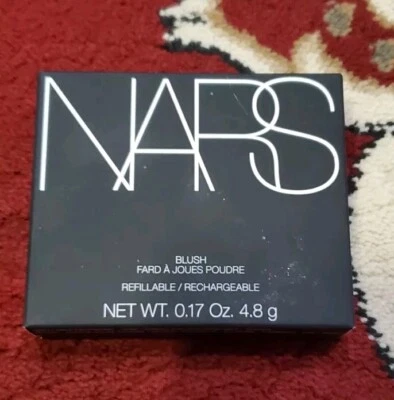 NARS
BLUSH
FARD À JOUES POUDRE
REFILLABLE / RECHARGEABLE
NET WT. 0.17 Oz. 4.8 g